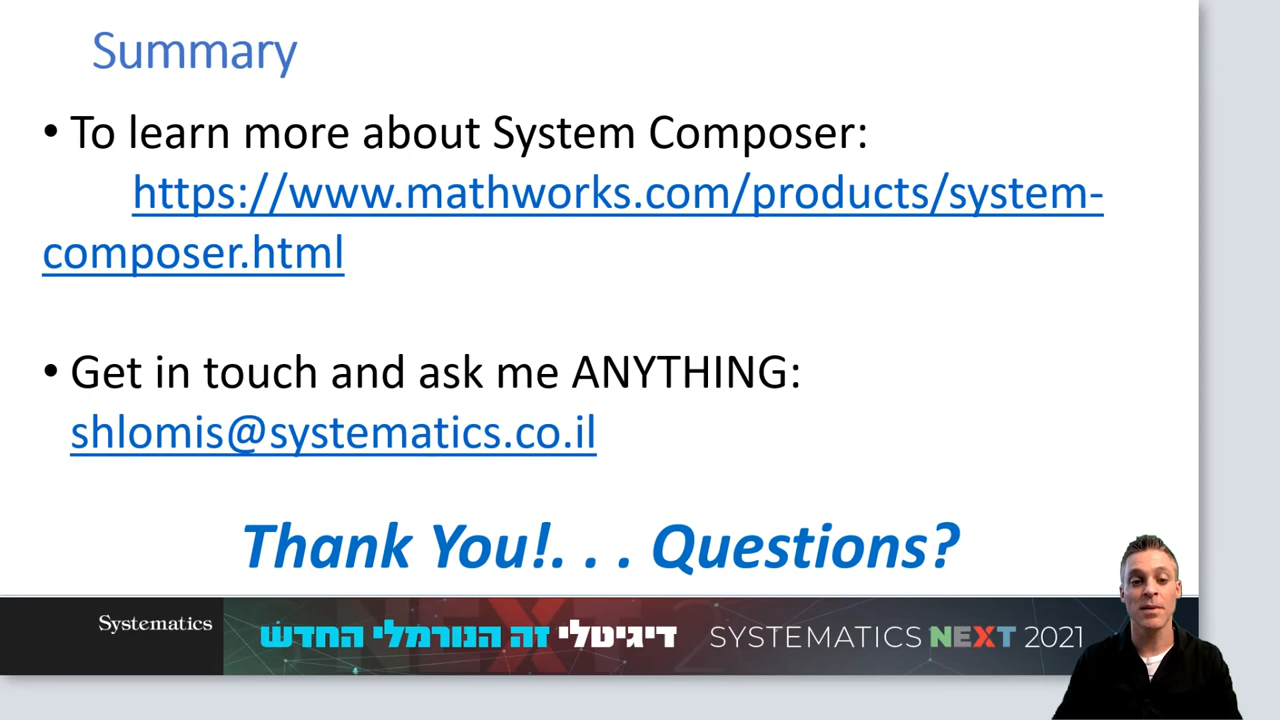 Summary
• To learn more about System Composer:
https://www.mathworks.com/products/system-
composer.html
• Get in touch and ask me ANYTHING:
shlomis@systematics.co.il
Thank You!. . . Questions?
Systematics
דיגיטלי זה הנורמלי החדש
SYSTEMATICS NEXT 2021